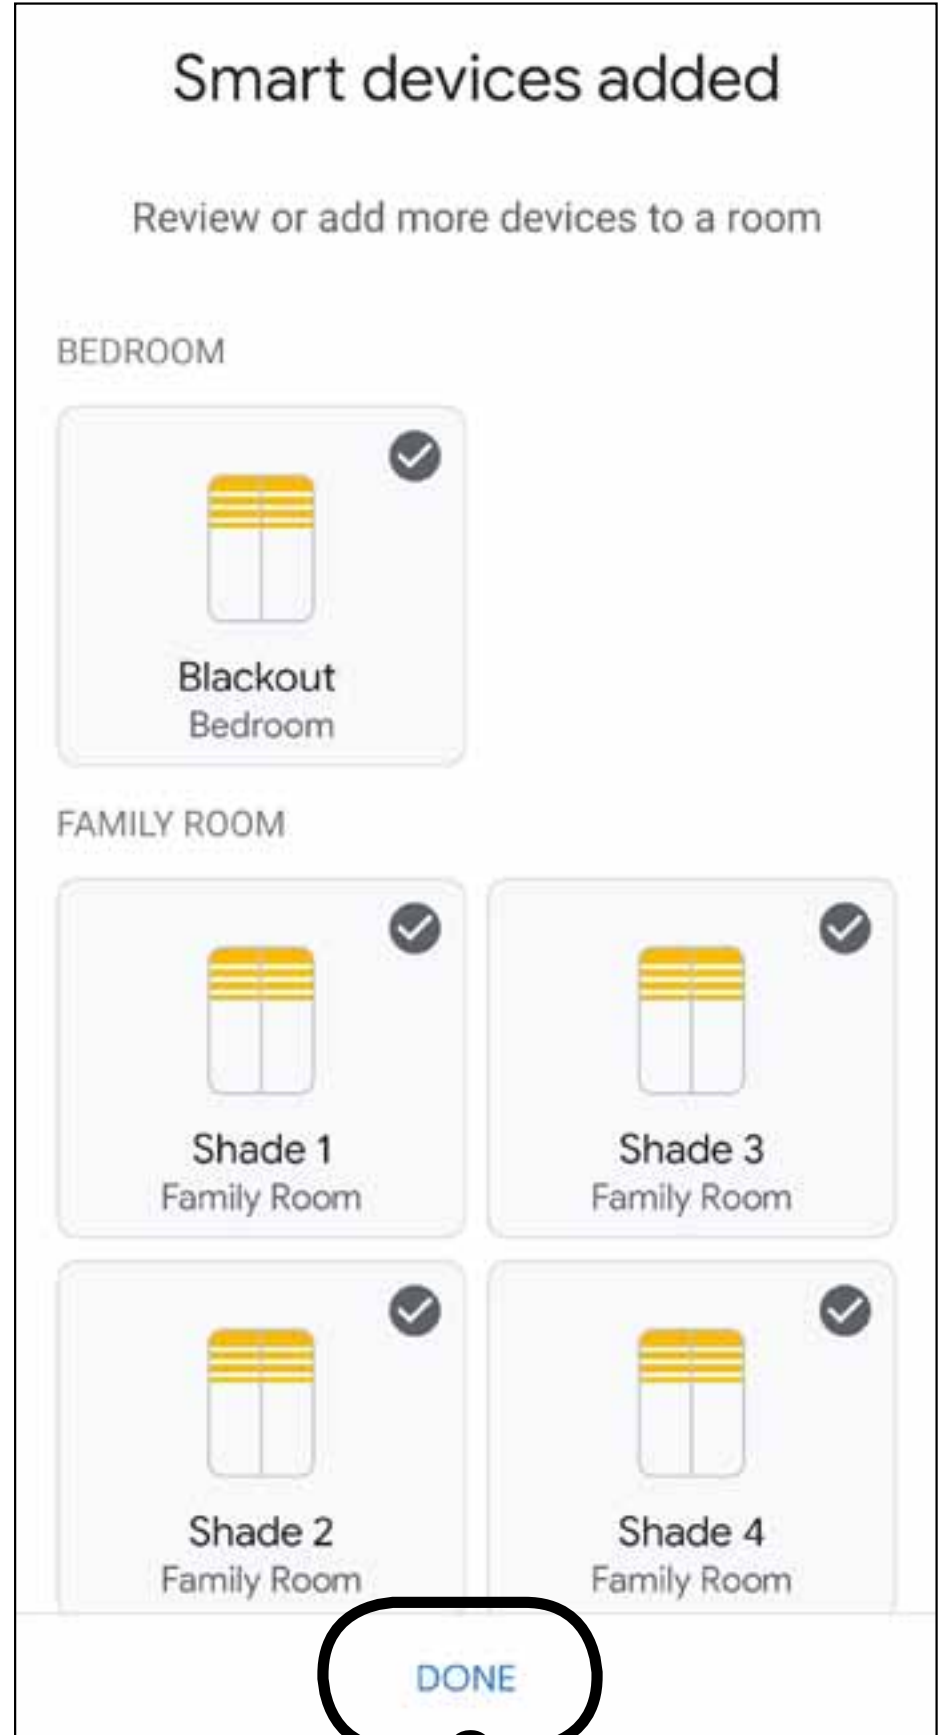 Smart devices added
Review or add more devices to a room
BEDROOM
Blackout
Bedroom
FAMILY ROOM
Shade 1
Family Room
Shade 3
Family Room
Shade 2
Family Room
Shade 4
Family Room
DONE